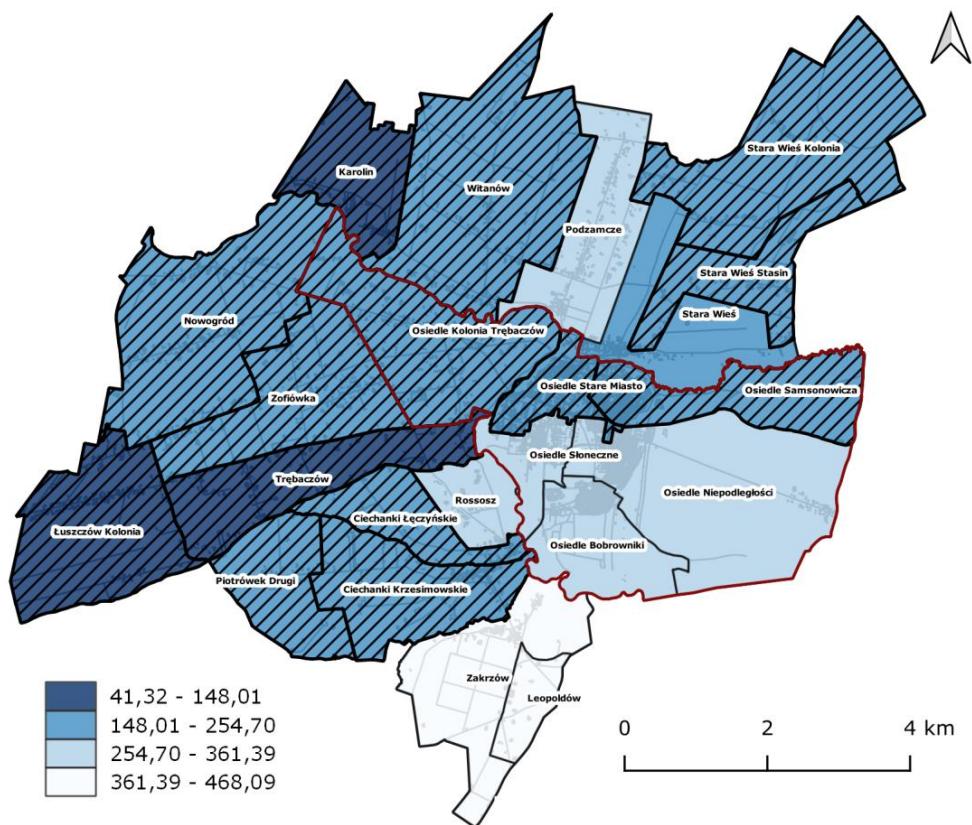 Stara Wieś Kolonia
Karolin
Witanów
Podzamcze
Stara Wieś Stasin
Stara Wieś
Nowogród
Osiedle Kolonia Trębaczów
Osiedle Stare Miasto
Osiedle Samsonowicza
Zofiówka
Osiedle Słoneczne
Trębaczów
Rossosz
Osiedle Niepodległości
Ciechanki Łęczyńskie
Łuszczów Kolonia
Osiedle Bobrowniki
Piotrówek Drugi
Ciechanki Krzesimowskie
Zakrzów
Leopoldów
41,32 - 148,01
148,01 - 254,70
254,70 - 361,39
361,39 - 468,09
0 2 4 km